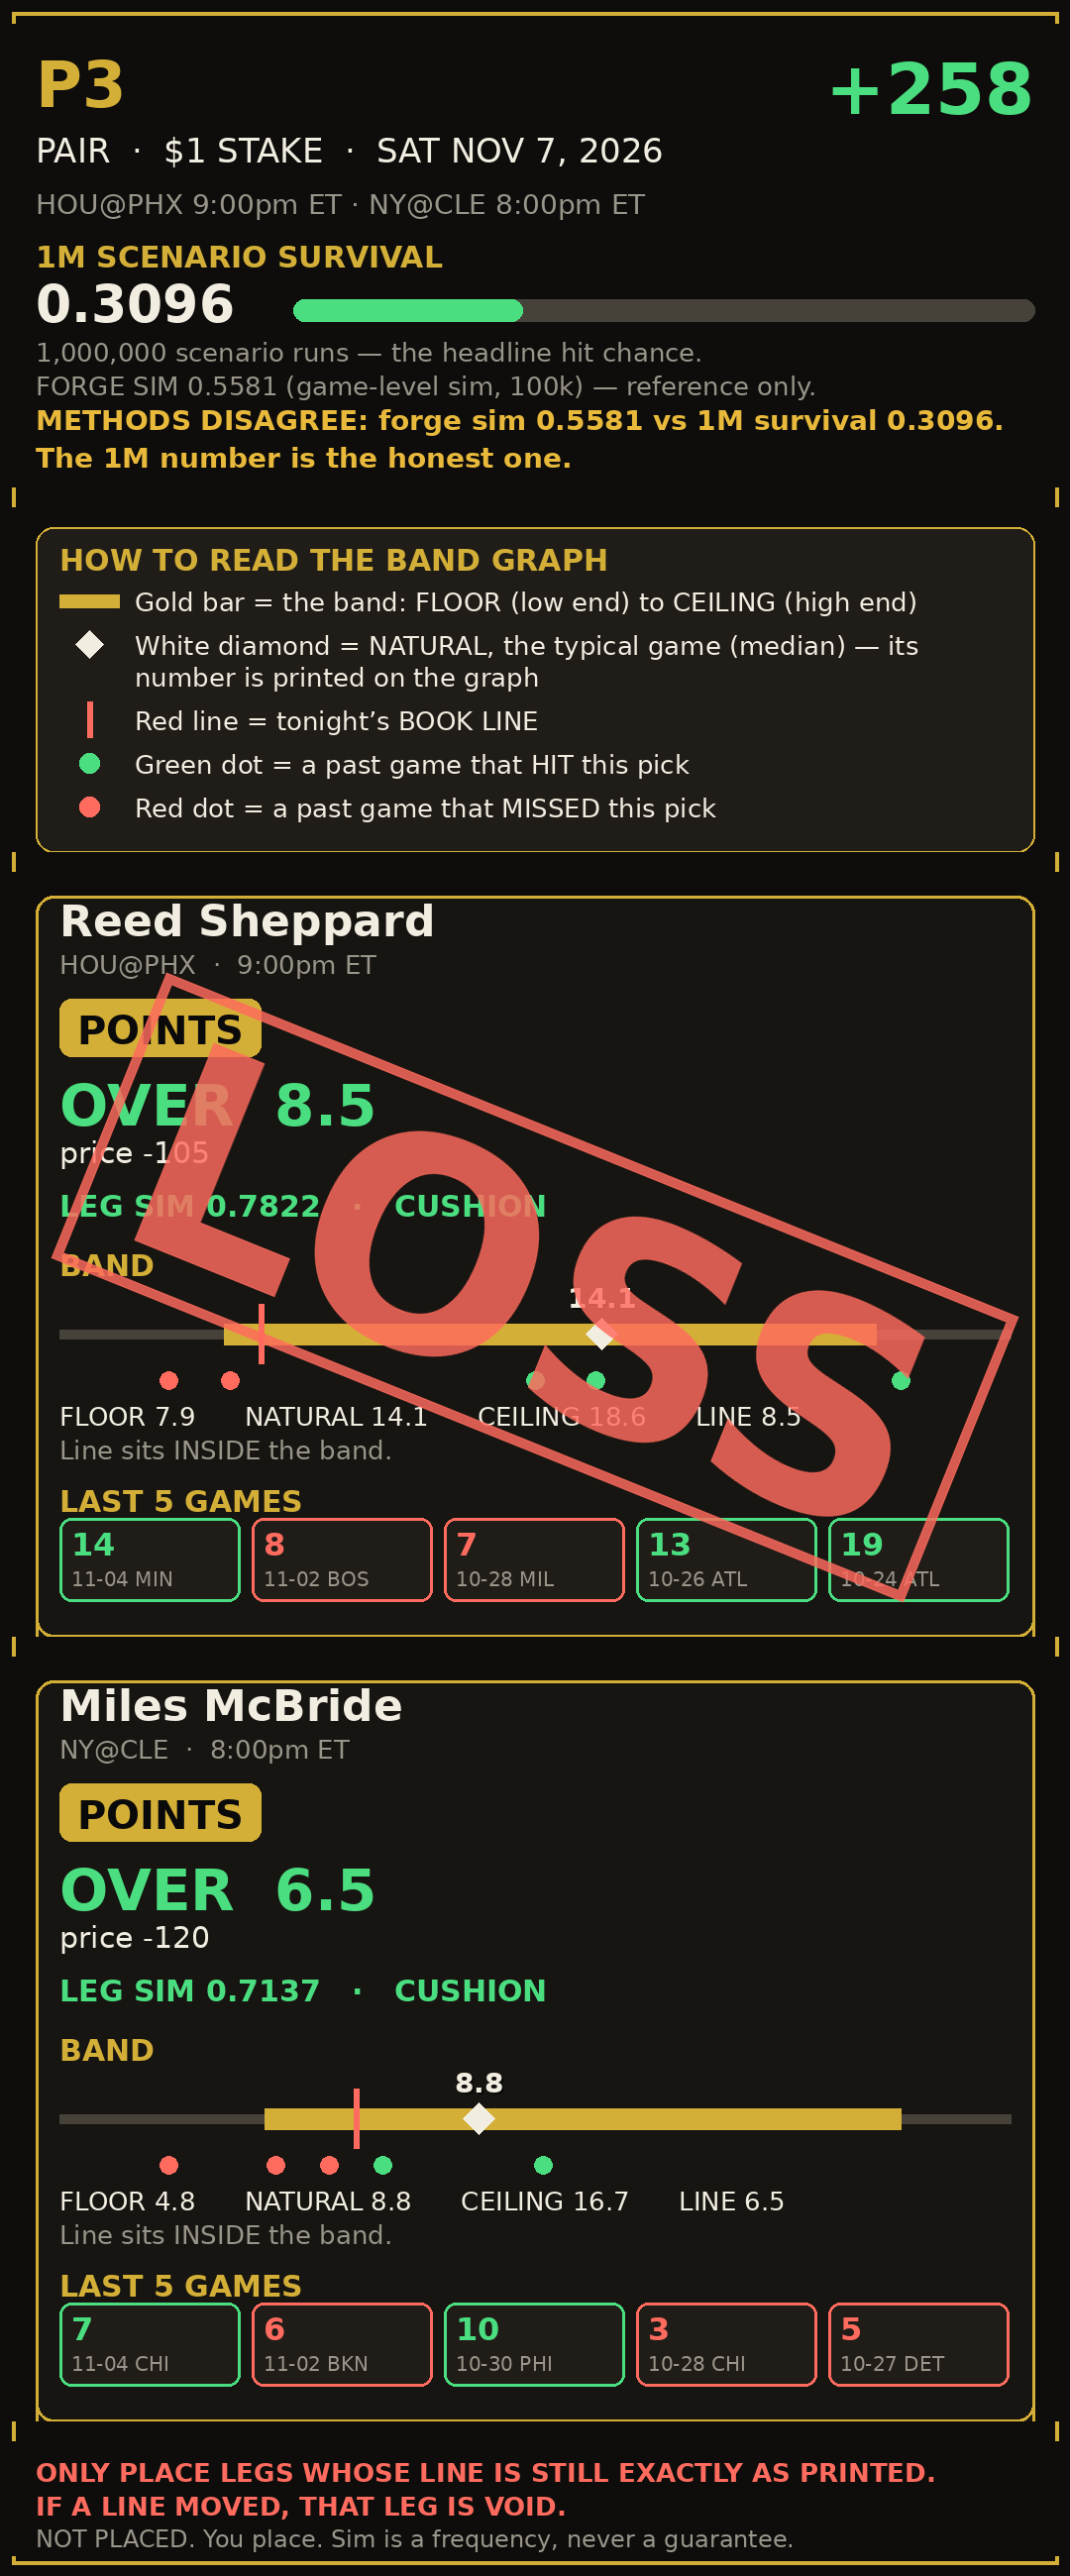 P3
+258
PAIR · $1 STAKE · SAT NOV 7, 2026
HOU@PHX 9:00pm ET · NY@CLE 8:00pm ET
1M SCENARIO SURVIVAL
0.3096
1,000,000 scenario runs — the headline hit chance.
FORGE SIM 0.5581 (game-level sim, 100k) — reference only.
METHODS DISAGREE: forge sim 0.5581 vs 1M survival 0.3096.
The 1M number is the honest one.
HOW TO READ THE BAND GRAPH
Gold bar = the band: FLOOR (low end) to CEILING (high end)
White diamond = NATURAL, the typical game (median) — its
number is printed on the graph
Red line = tonight’s BOOK LINE
Green dot = a past game that HIT this pick
Red dot = a past game that MISSED this pick
Reed Sheppard
HOU@PHX · 9:00pm ET
POINTS
OVER 8.5
price -105
LEG SIM 0.7822 · CUSHION
BAND
14.1
FLOOR 7.9 NATURAL 14.1 CEILING 18.6 LINE 8.5
Line sits INSIDE the band.
LAST 5 GAMES
14 8 7 13 19
11-04 MIN 11-02 BOS 10-28 MIL 10-26 ATL 10-24 ATL
LOSS
Miles McBride
NY@CLE · 8:00pm ET
POINTS
OVER 6.5
price -120
LEG SIM 0.7137 · CUSHION
BAND
8.8
FLOOR 4.8 NATURAL 8.8 CEILING 16.7 LINE 6.5
Line sits INSIDE the band.
LAST 5 GAMES
7 6 10 3 5
11-04 CHI 11-02 BKN 10-30 PHI 10-28 CHI 10-27 DET
ONLY PLACE LEGS WHOSE LINE IS STILL EXACTLY AS PRINTED.
IF A LINE MOVED, THAT LEG IS VOID.
NOT PLACED. You place. Sim is a frequency, never a guarantee.